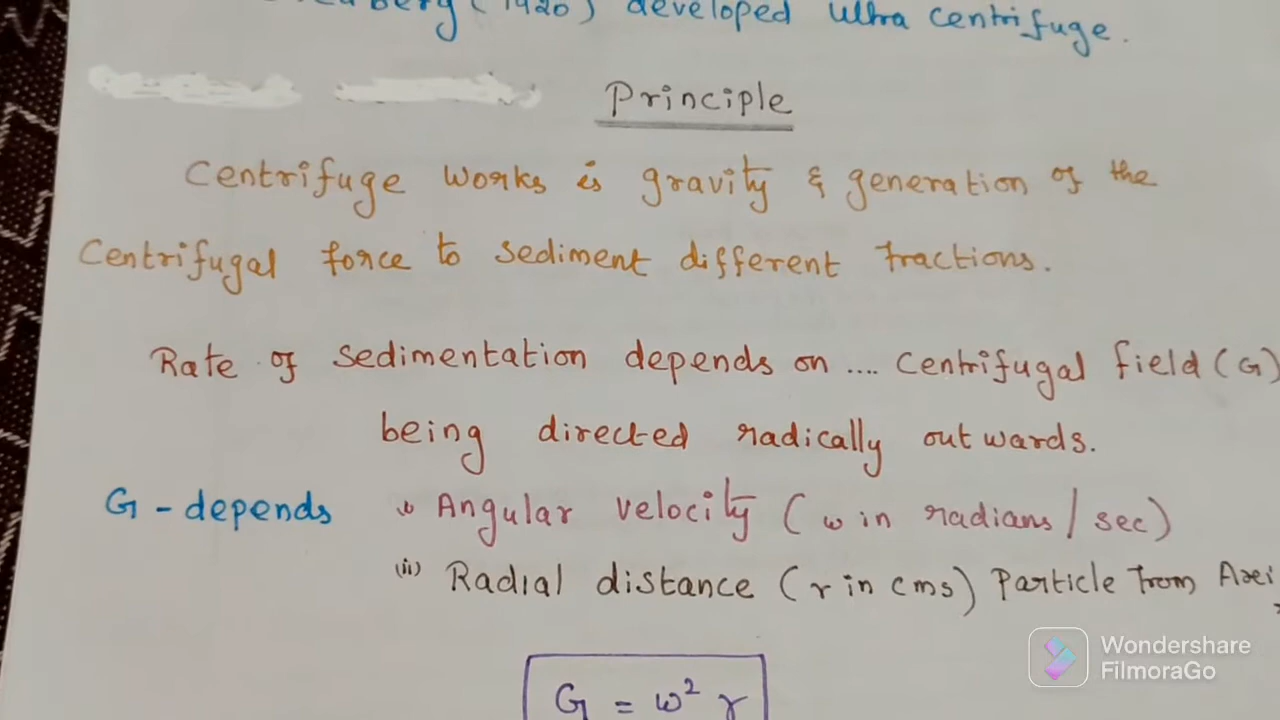 (1920) developed Ultra centrifuge.
Principle
Centrifuge works is gravity & generation of the
Centrifugal force to sediment different fractions.
Rate of sedimentation depends on .... Centrifugal field (G)
being directed radically outwards.
G - depends (i) Angular velocity (ω in radians / sec)
(ii) Radial distance (r in cms) Particle from Axi
G = ω² r
Wondershare
FilmoraGo